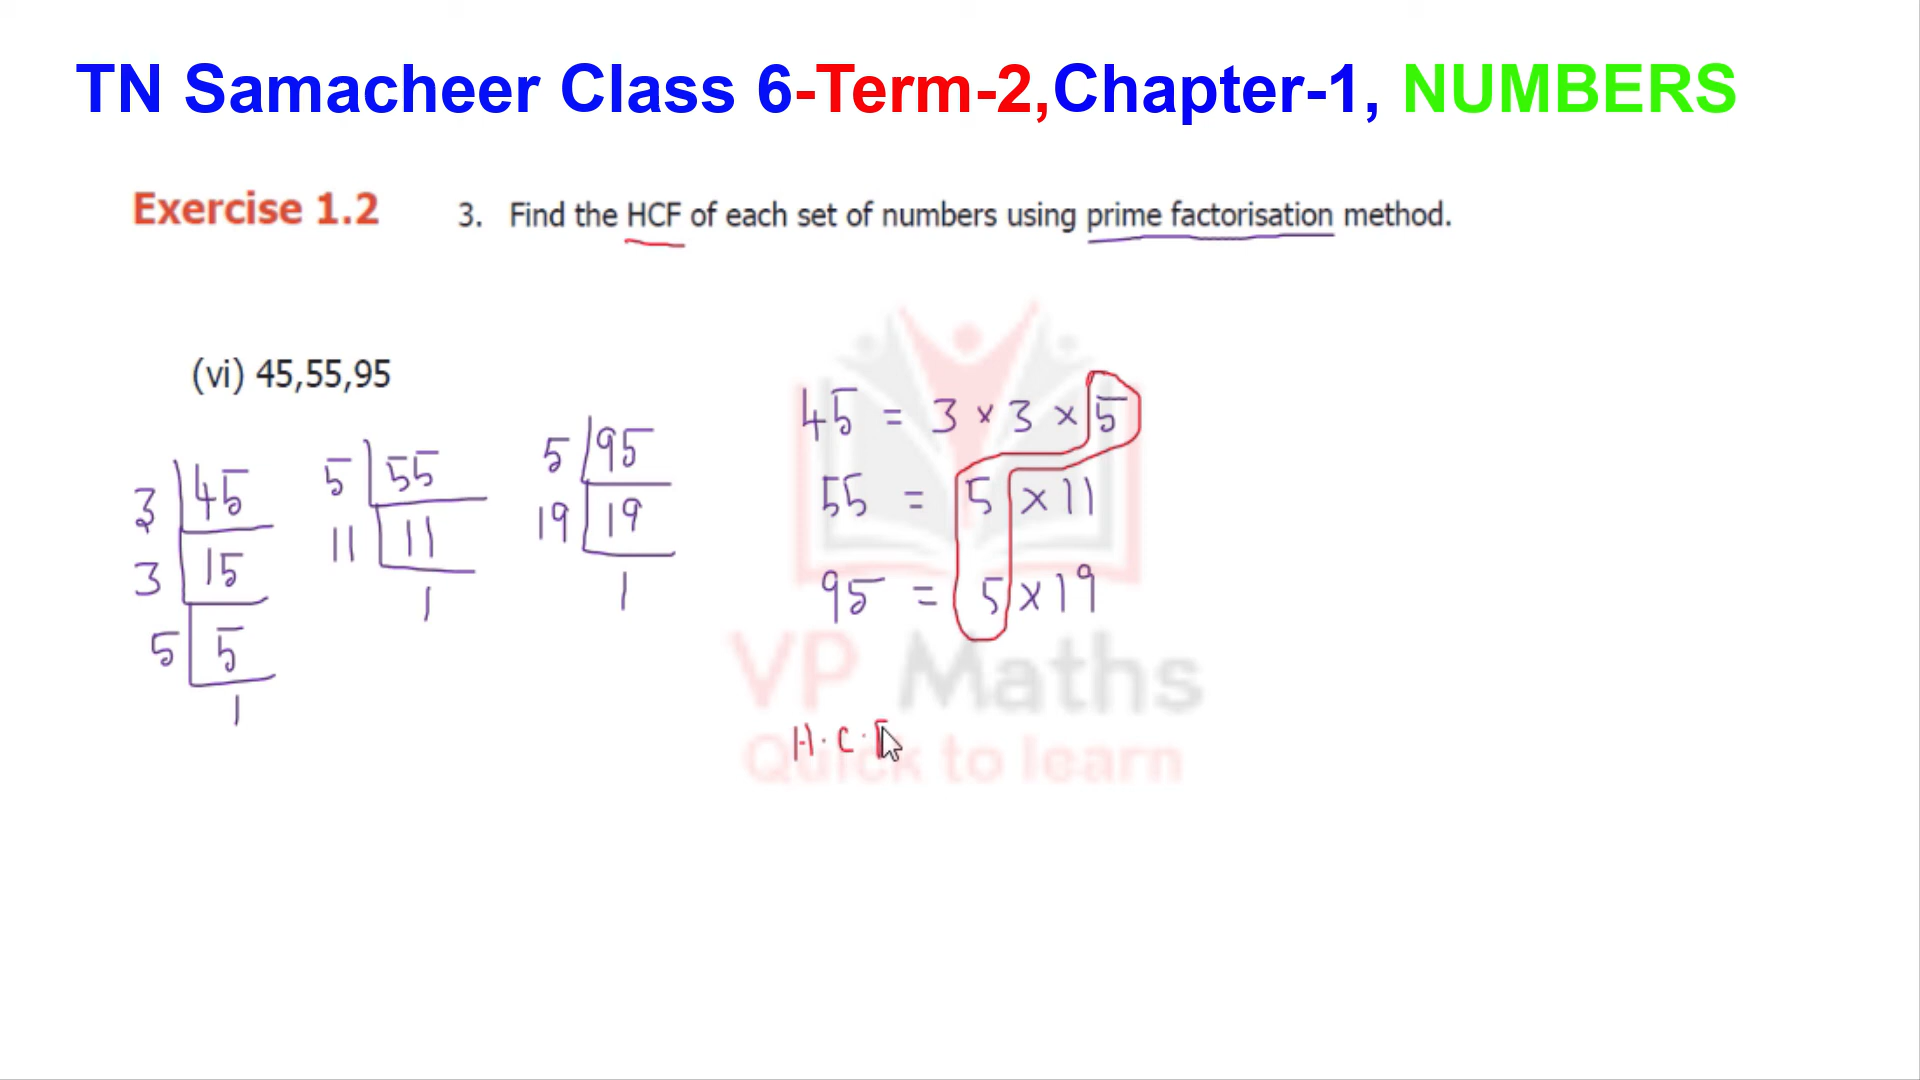 TN Samacheer Class 6-Term-2,Chapter-1, NUMBERS
Exercise 1.2
3. Find the HCF of each set of numbers using prime factorisation method.
(vi) 45,55,95
3 45
3 15
5 5
1
5 55
11 11
1
5 95
19 19
1
45 = 3 × 3 × 5
55 = 5 × 11
95 = 5 × 19
VP Maths
H.C.F
Quick to learn